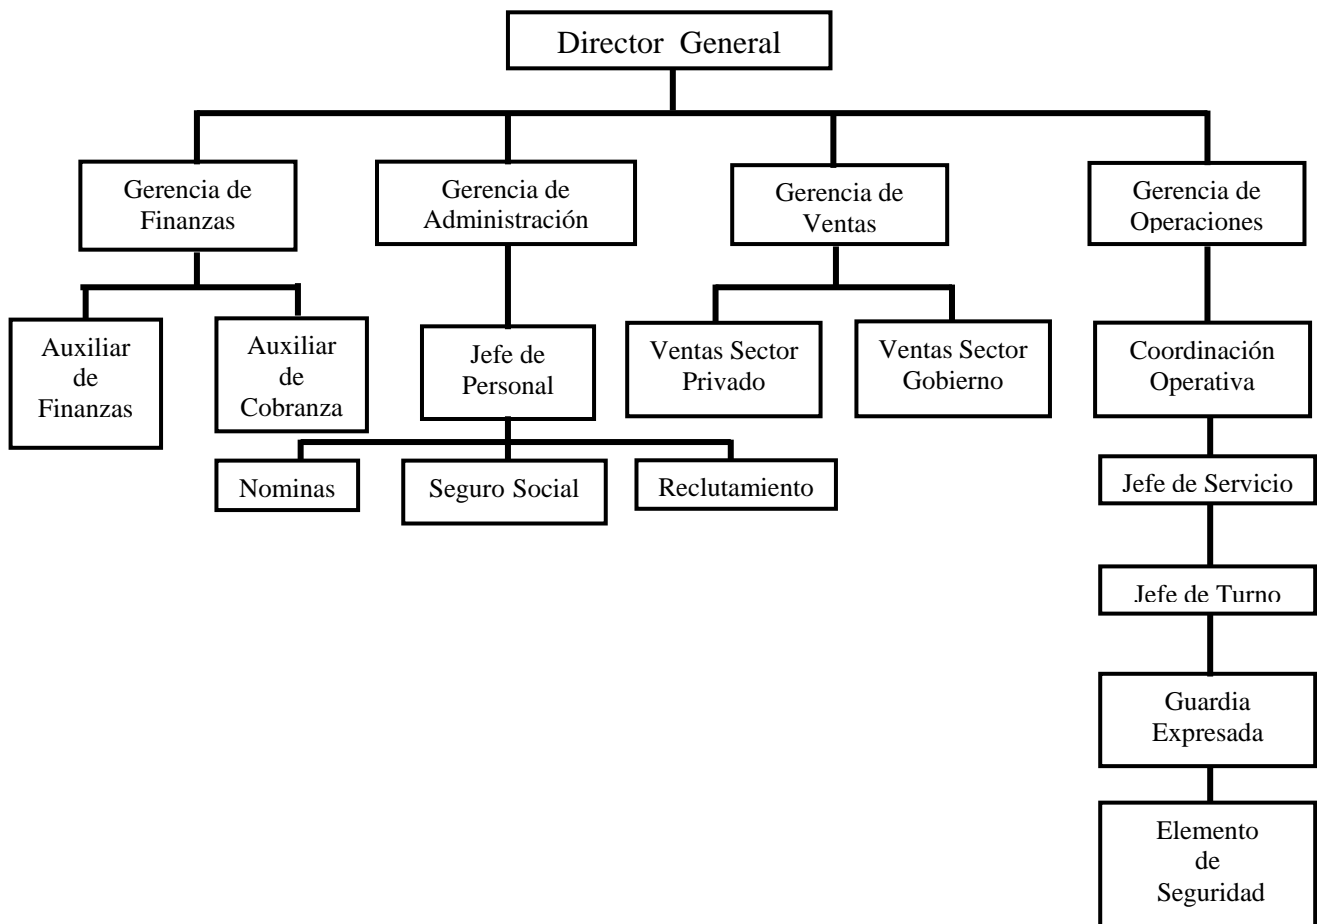 Director General
Gerencia de
Finanzas
Gerencia de
Administración
Gerencia de
Ventas
Gerencia de
Operaciones
Auxiliar
de
Finanzas
Auxiliar
de
Cobranza
Jefe de
Personal
Ventas Sector
Privado
Ventas Sector
Gobierno
Coordinación
Operativa
Nominas
Seguro Social
Reclutamiento
Jefe de Servicio
Jefe de Turno
Guardia
Expresada
Elemento
de
Seguridad